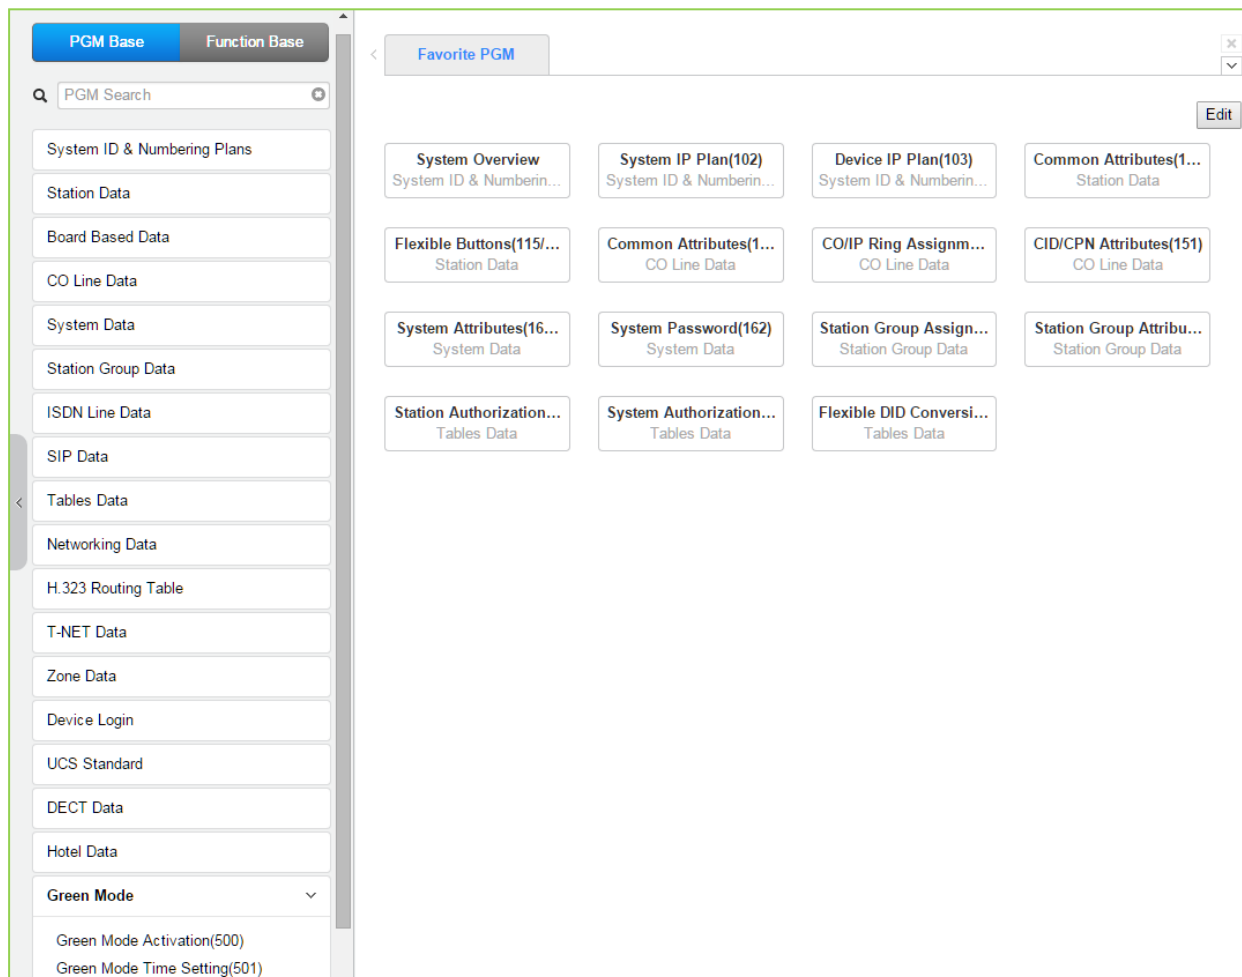 PGM Base
Function Base
PGM Search
System ID & Numbering Plans
Station Data
Board Based Data
CO Line Data
System Data
Station Group Data
ISDN Line Data
SIP Data
Tables Data
Networking Data
H.323 Routing Table
T-NET Data
Zone Data
Device Login
UCS Standard
DECT Data
Hotel Data
Green Mode
Green Mode Activation(500)
Green Mode Time Setting(501)
Favorite PGM
Edit
System Overview
System ID & Numberin...
System IP Plan(102)
System ID & Numberin...
Device IP Plan(103)
System ID & Numberin...
Common Attributes(1...
Station Data
Flexible Buttons(115/...
Station Data
Common Attributes(1...
CO Line Data
CO/IP Ring Assignm...
CO Line Data
CID/CPN Attributes(151)
CO Line Data
System Attributes(16...
System Data
System Password(162)
System Data
Station Group Assign...
Station Group Data
Station Group Attribu...
Station Group Data
Station Authorization...
Tables Data
System Authorization...
Tables Data
Flexible DID Conversi...
Tables Data